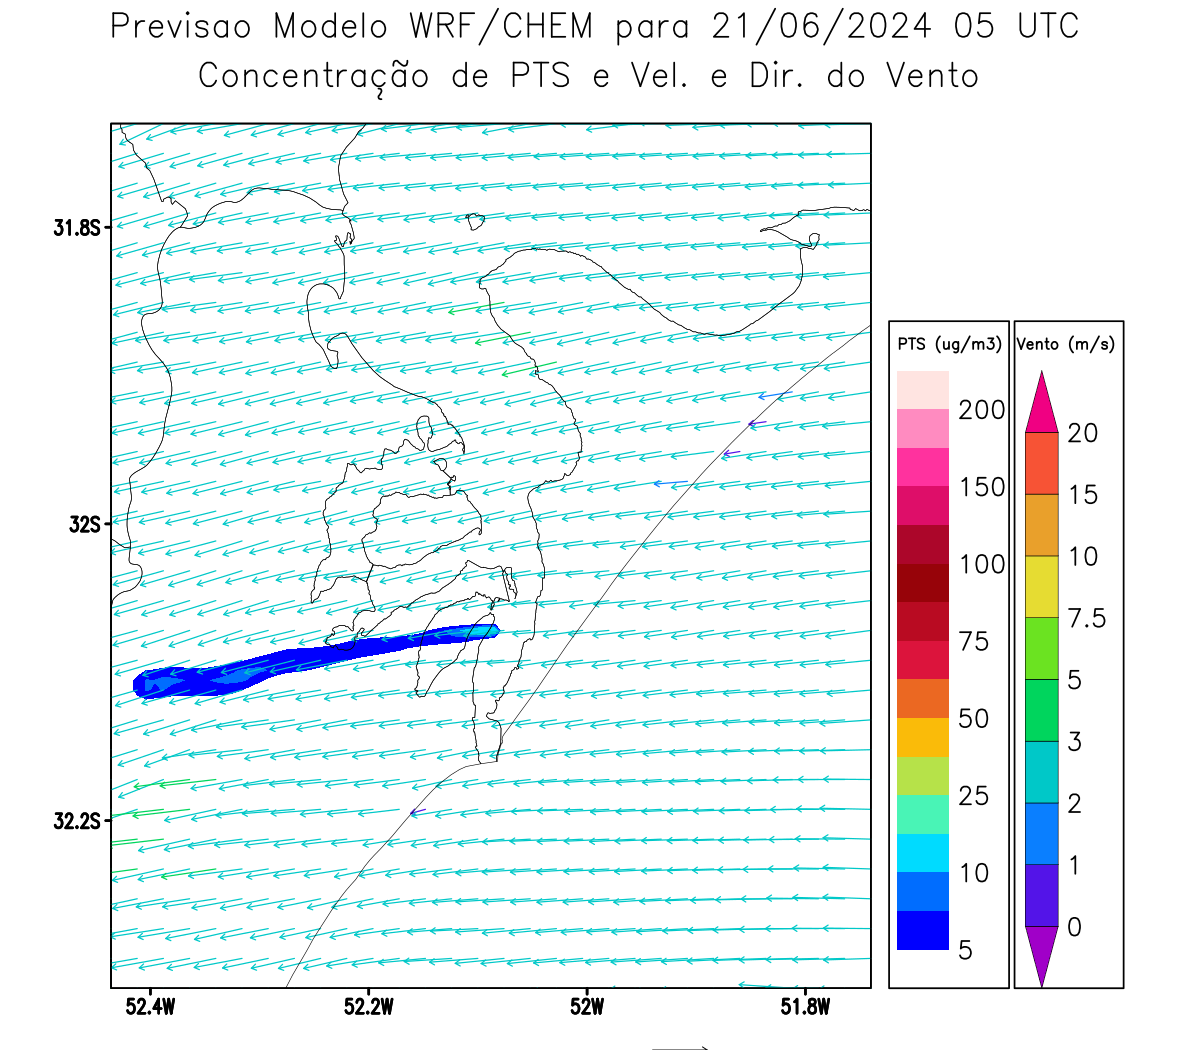 Previsao Modelo WRF/CHEM para 21/06/2024 05 UTC
Concentração de PTS e Vel. e Dir. do Vento
31.8S
32S
32.2S
52.4W
52.2W
52W
51.8W
PTS (ug/m3)
200
150
100
75
50
25
10
5
Vento (m/s)
20
15
10
7.5
5
3
2
1
0